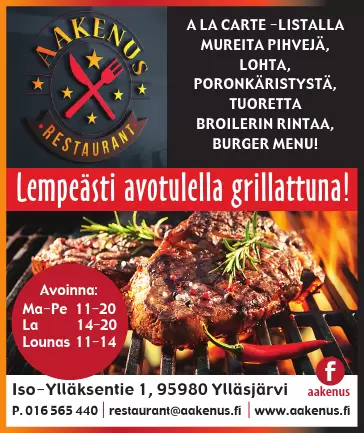 AAKENUS
RESTAURANT
A LA CARTE -LISTALLA
MUREITA PIHVEJÄ,
LOHTA,
PORONKÄRISTYSTÄ,
TUORETTA
BROILERIN RINTAA,
BURGER MENU!
Lempeästi avotulella grillattuna!
Avoinna:
Ma-Pe 11-20
La 14-20
Lounas 11-14
f
aakenus
Iso-Ylläksentie 1, 95980 Ylläsjärvi
P. 016 565 440 | restaurant@aakenus.fi | www.aakenus.fi